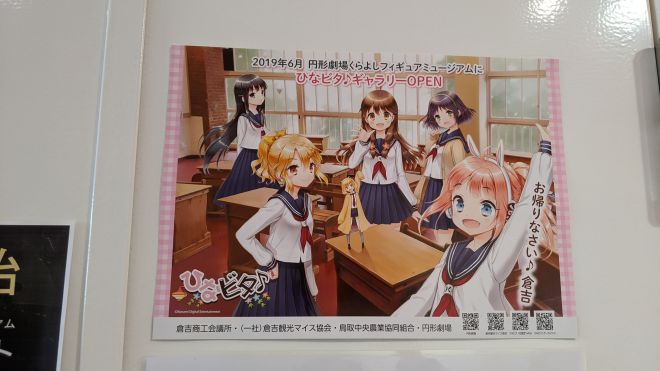 2019年6月 円形劇場くらよしフィギュアミュージアムに
ひなビタ♪ギャラリーOPEN
お帰りなさい♪倉吉
ひなビタ♪
©Konami Digital Entertainment
倉吉商工会議所・(一社)倉吉観光マイス協会・鳥取中央農業協同組合・円形劇場